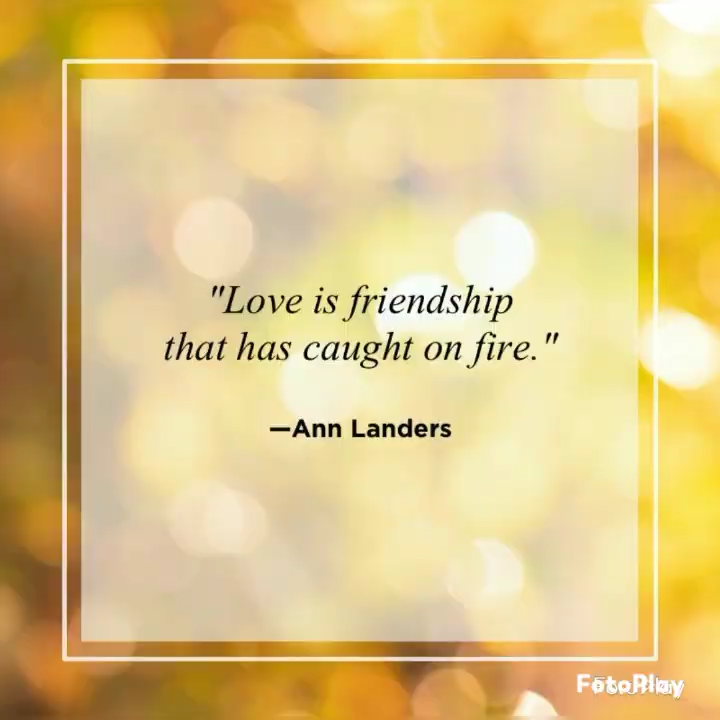 "Love is friendship
that has caught on fire."
—Ann Landers
FotoPlay